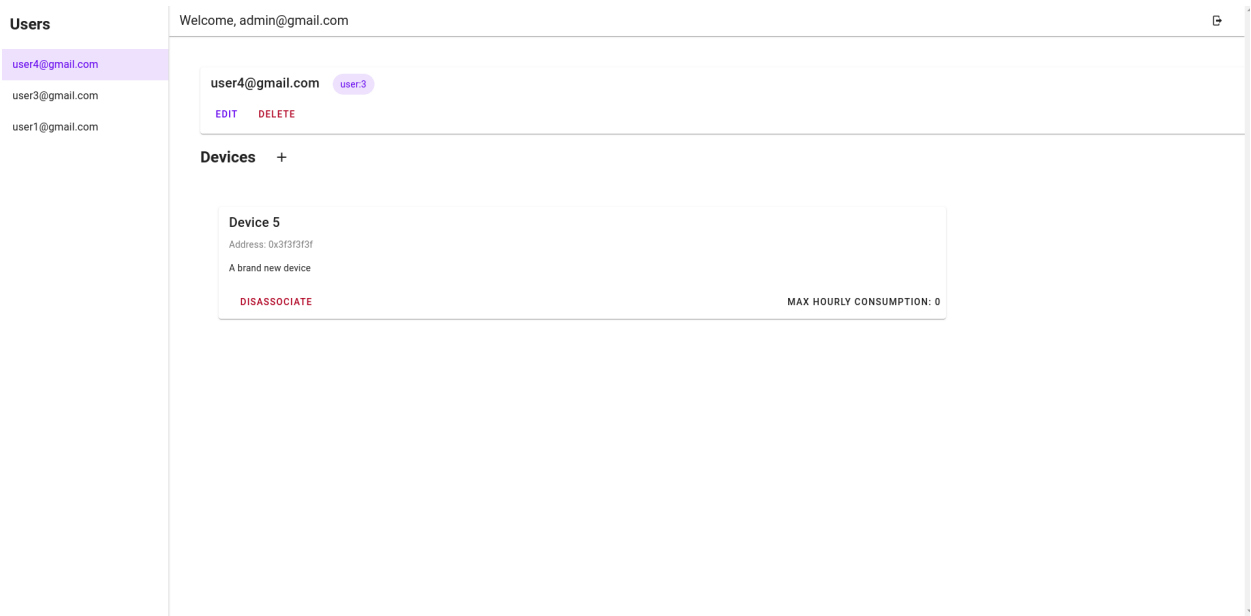 Users
user4@gmail.com
user3@gmail.com
user1@gmail.com
Welcome, admin@gmail.com
user4@gmail.com user:3
EDIT DELETE
Devices +
Device 5
Address: 0x3f3f3f3f
A brand new device
DISASSOCIATE MAX HOURLY CONSUMPTION: 0